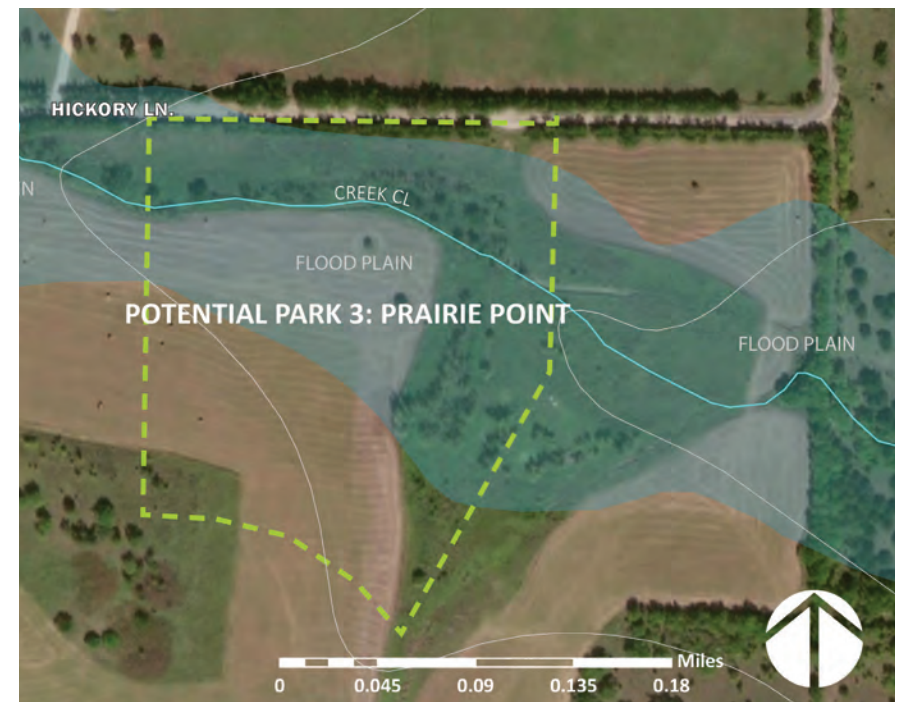 HICKORY LN.
N
CREEK CL
FLOOD PLAIN
POTENTIAL PARK 3: PRAIRIE POINT
FLOOD PLAIN
Miles
0 0.045 0.09 0.135 0.18